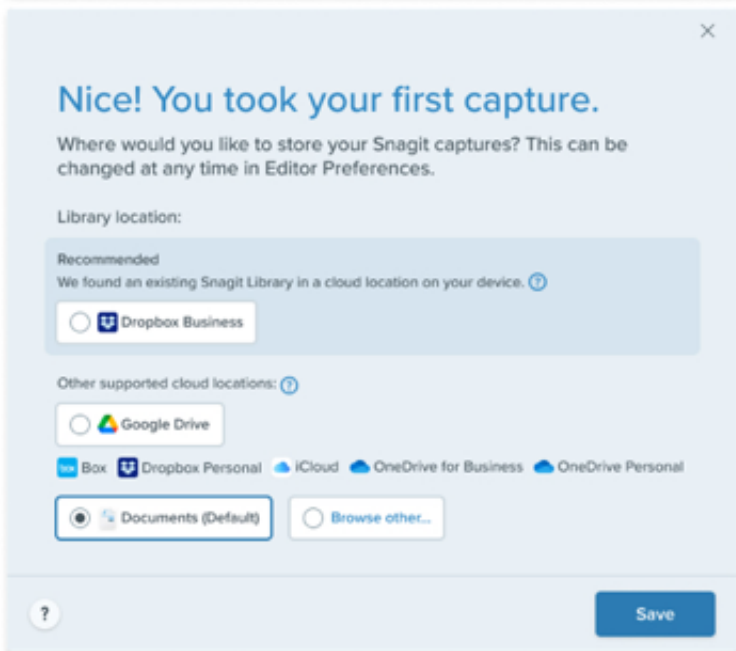 Nice! You took your first capture.
Where would you like to store your Snagit captures? This can be
changed at any time in Editor Preferences.
Library location:
Recommended
We found an existing Snagit Library in a cloud location on your device. ?
Dropbox Business
Other supported cloud locations: ?
Google Drive
box Box Dropbox Personal iCloud OneDrive for Business OneDrive Personal
Documents (Default) Browse other...
? Save